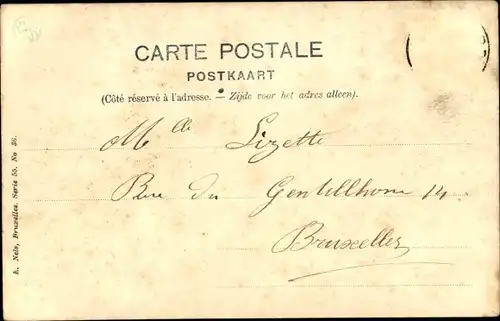 CARTE POSTALE
POSTKAART
(Côté réservé à l'adresse. — Zijde voor het adres alleen).
Mlle Lizette
Rue du Gentilhome 14
Bruxelles
E. Nels, Bruxelles. Serie 55. No 36.